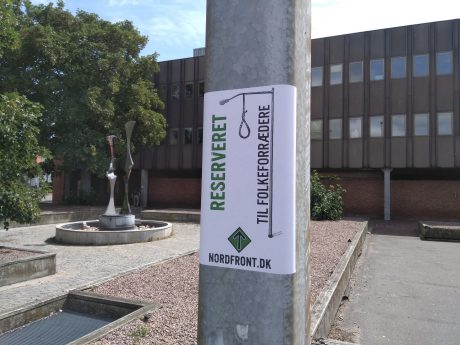 RESERVERET
TIL FOLKEFORRÆDERE
NORDFRONT.DK